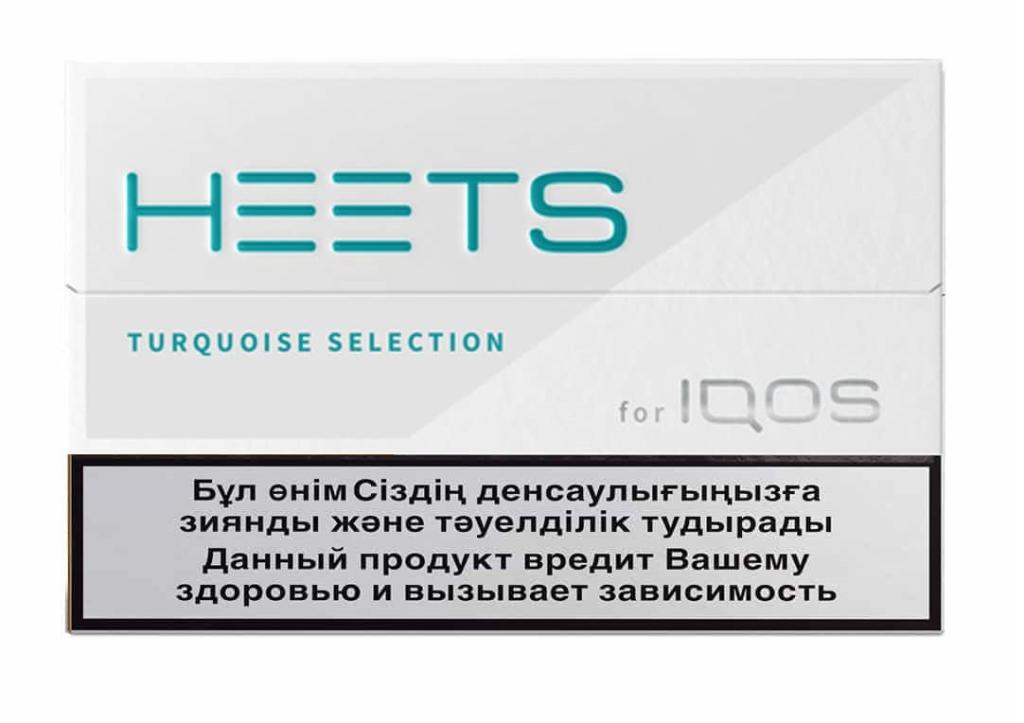 HEETS
TURQUOISE SELECTION
for IQOS
Бұл өнім Сіздің денсаулығыңызға
зиянды және тәуелділік тудырады
Данный продукт вредит Вашему
здоровью и вызывает зависимость